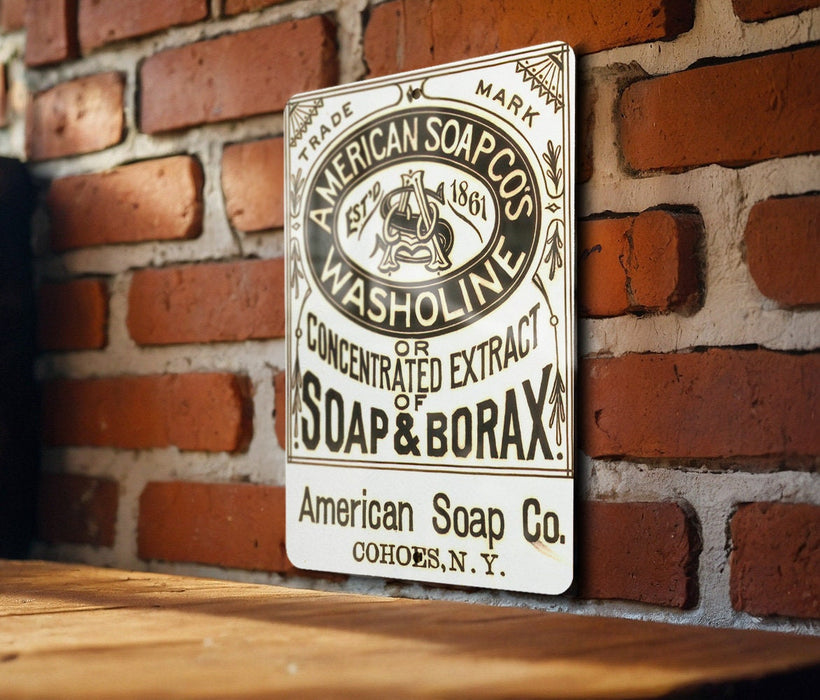 TRADE MARK
AMERICAN SOAP CO'S
EST'D 1861
WASHOLINE
OR
CONCENTRATED EXTRACT
OF
SOAP & BORAX.
American Soap Co.
COHOES, N.Y.